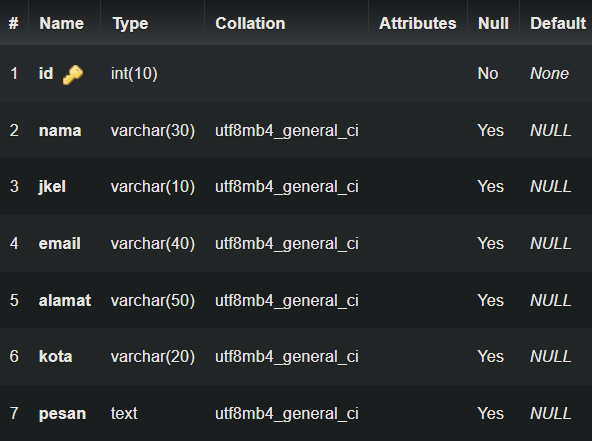 # Name Type Collation Attributes Null Default
1 id int(10) No None
2 nama varchar(30) utf8mb4_general_ci Yes NULL
3 jkel varchar(10) utf8mb4_general_ci Yes NULL
4 email varchar(40) utf8mb4_general_ci Yes NULL
5 alamat varchar(50) utf8mb4_general_ci Yes NULL
6 kota varchar(20) utf8mb4_general_ci Yes NULL
7 pesan text utf8mb4_general_ci Yes NULL